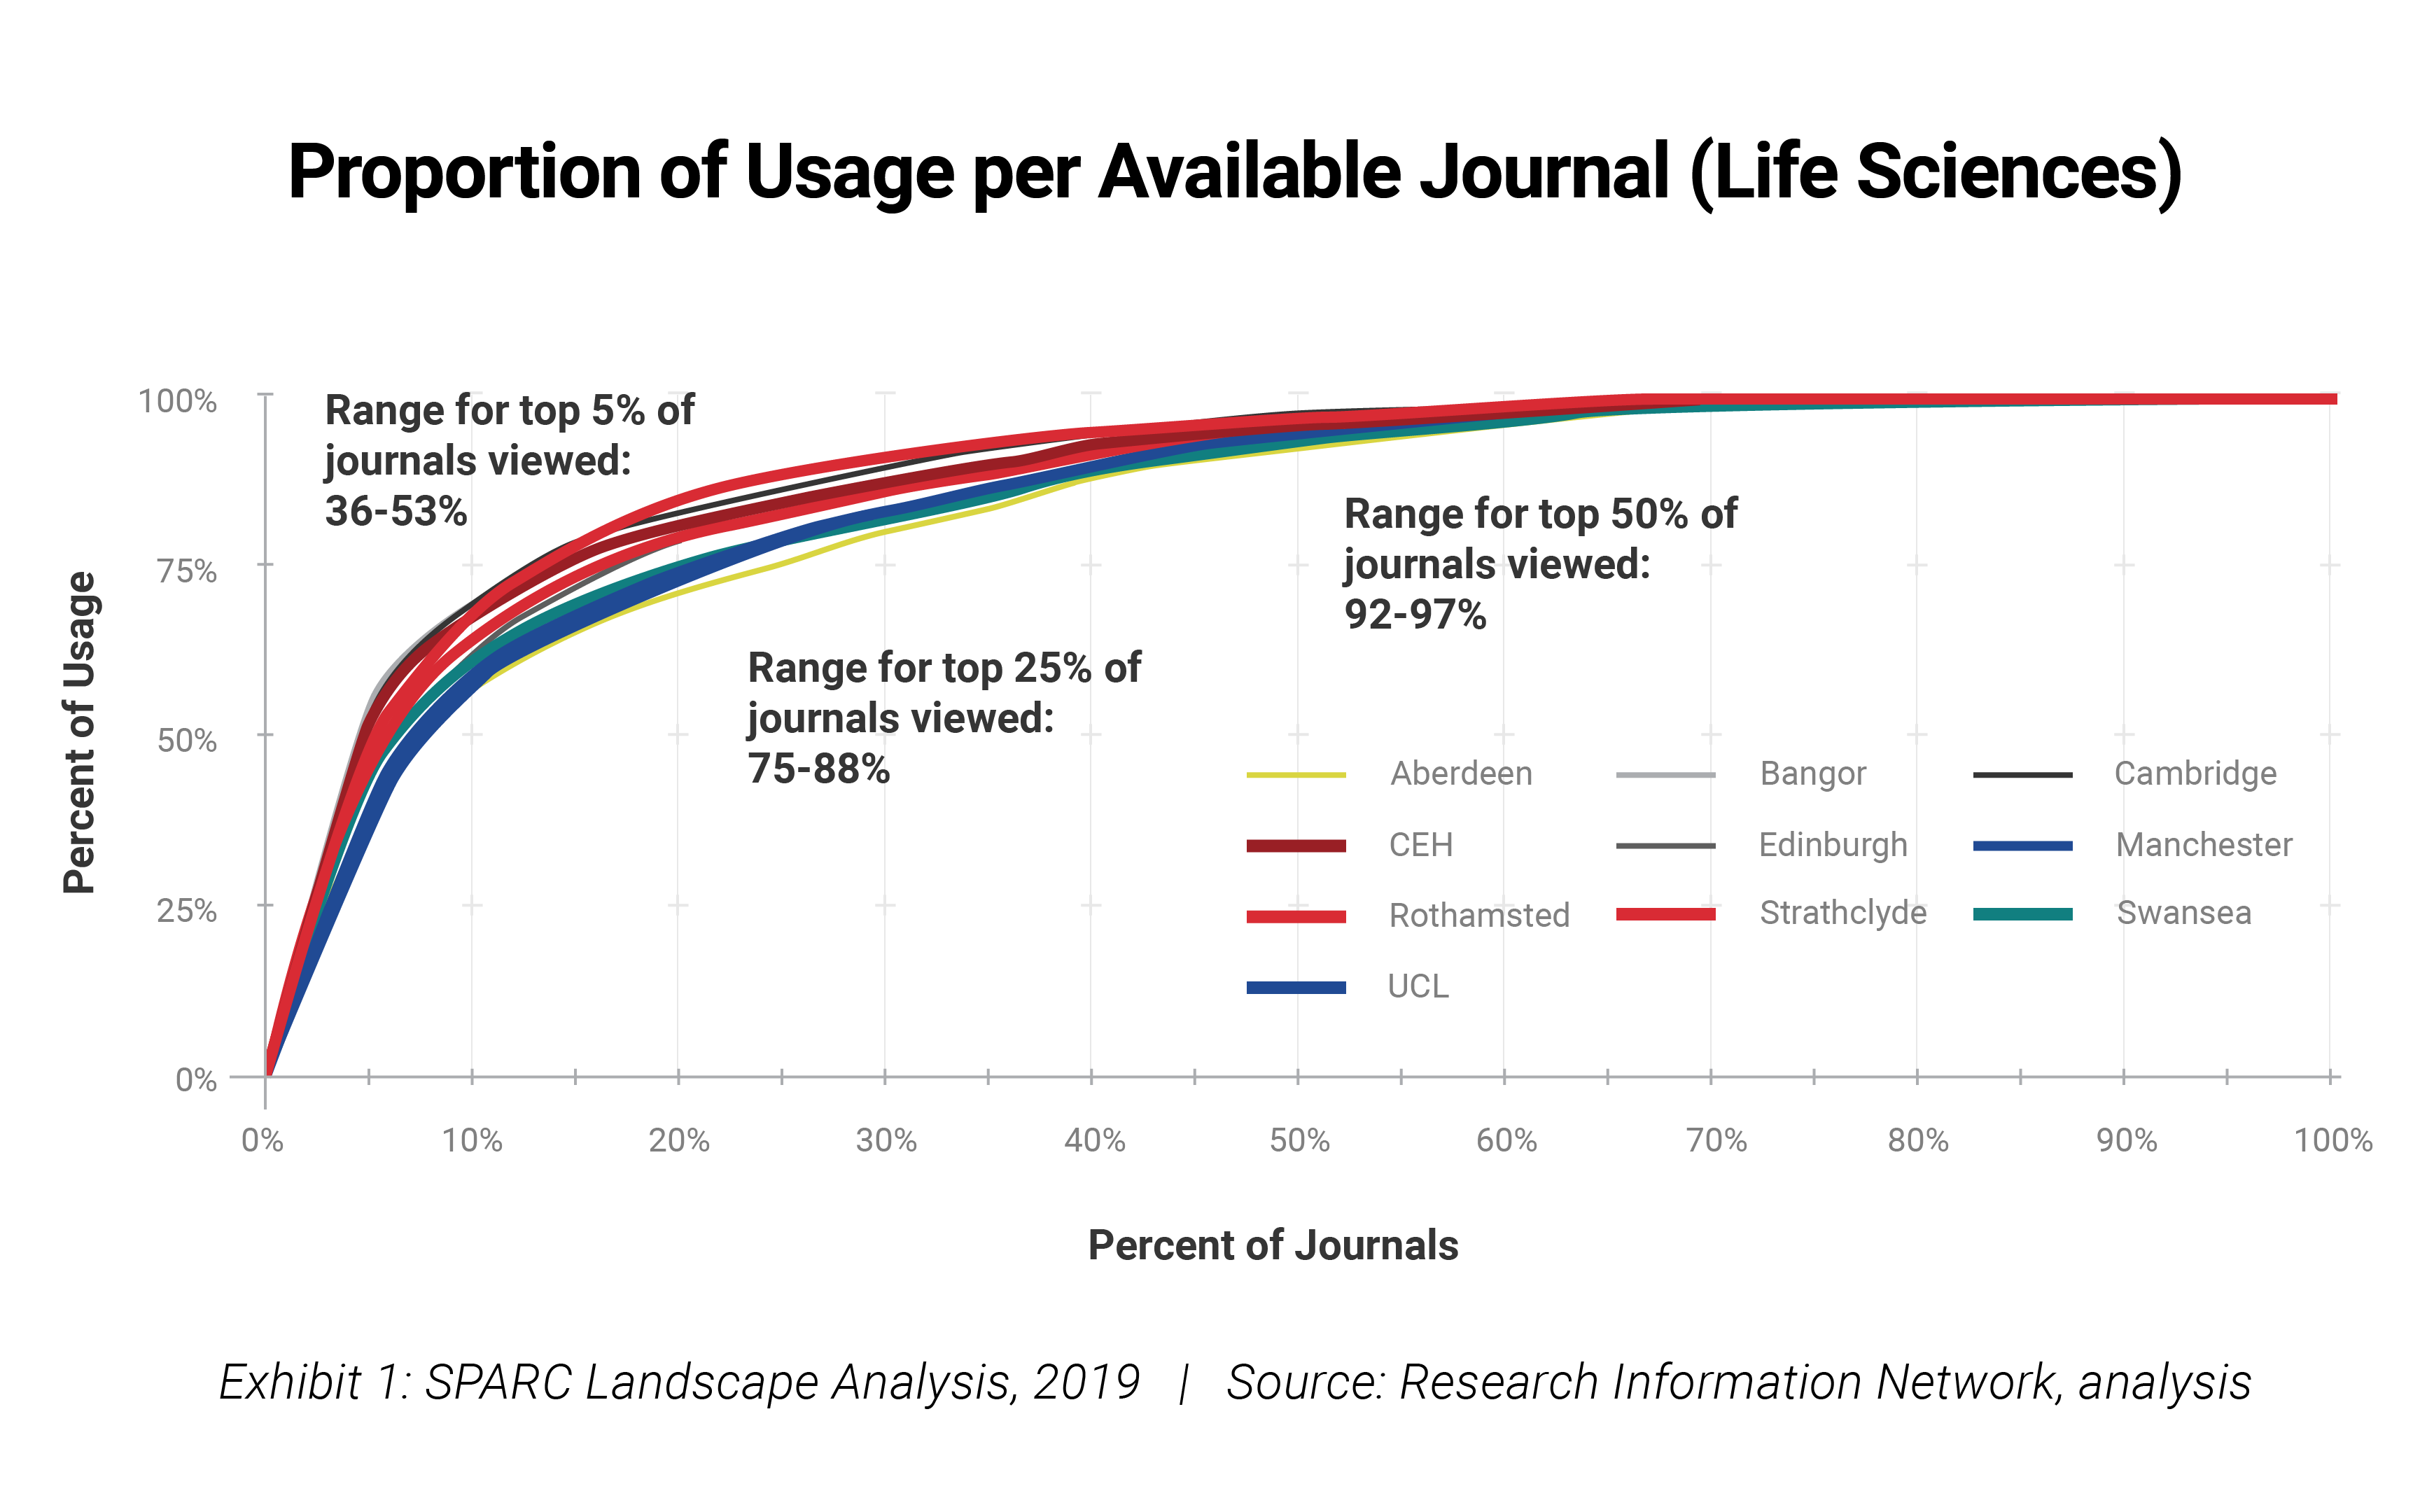 Proportion of Usage per Available Journal (Life Sciences)
Percent of Usage
100%
75%
50%
25%
0%
Range for top 5% of
journals viewed:
36-53%
Range for top 25% of
journals viewed:
75-88%
Range for top 50% of
journals viewed:
92-97%
Aberdeen
Bangor
Cambridge
CEH
Edinburgh
Manchester
Rothamsted
Strathclyde
Swansea
UCL
0%
10%
20%
30%
40%
50%
60%
70%
80%
90%
100%
Percent of Journals
Exhibit 1: SPARC Landscape Analysis, 2019 | Source: Research Information Network, analysis